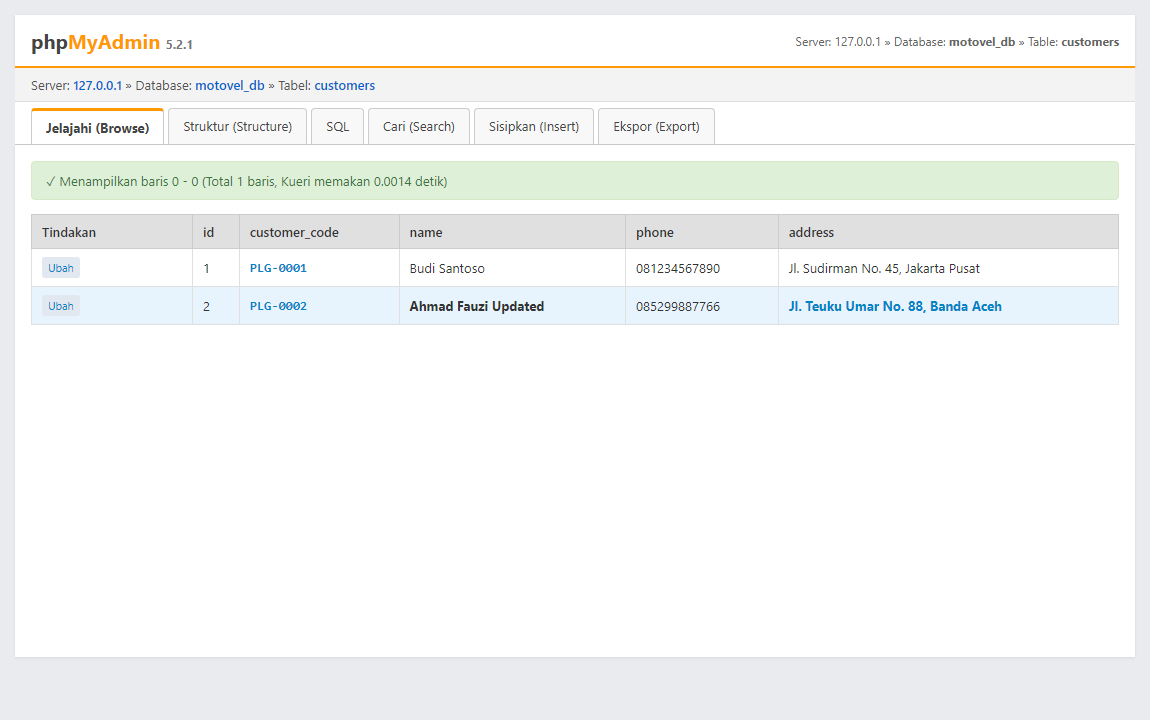 phpMyAdmin 5.2.1
Server: 127.0.0.1 » Database: motovel_db » Table: customers
Server: 127.0.0.1 » Database: motovel_db » Tabel: customers
Jelajahi (Browse) Struktur (Structure) SQL Cari (Search) Sisipkan (Insert) Ekspor (Export)
✓ Menampilkan baris 0 - 0 (Total 1 baris, Kueri memakan 0.0014 detik)
Tindakan id customer_code name phone address
Ubah 1 PLG-0001 Budi Santoso 081234567890 Jl. Sudirman No. 45, Jakarta Pusat
Ubah 2 PLG-0002 Ahmad Fauzi Updated 085299887766 Jl. Teuku Umar No. 88, Banda Aceh